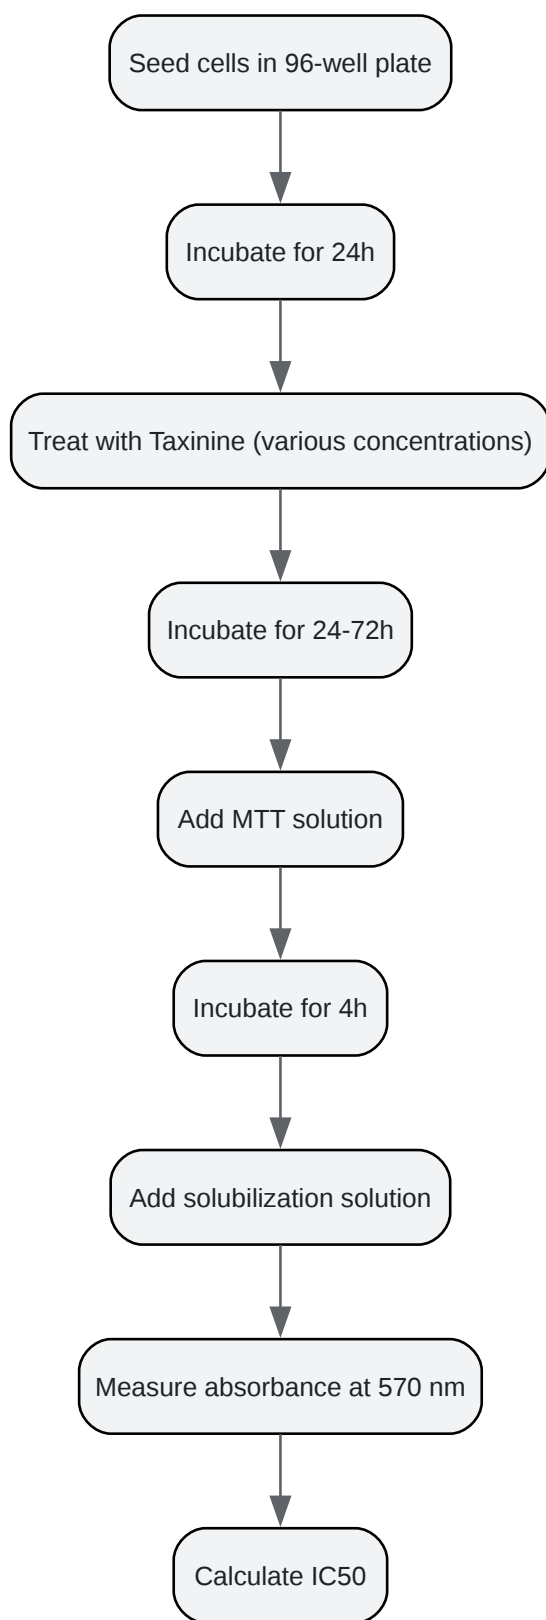 Seed cells in 96-well plate
Incubate for 24h
Treat with Taxinine (various concentrations)
Incubate for 24-72h
Add MTT solution
Incubate for 4h
Add solubilization solution
Measure absorbance at 570 nm
Calculate IC50